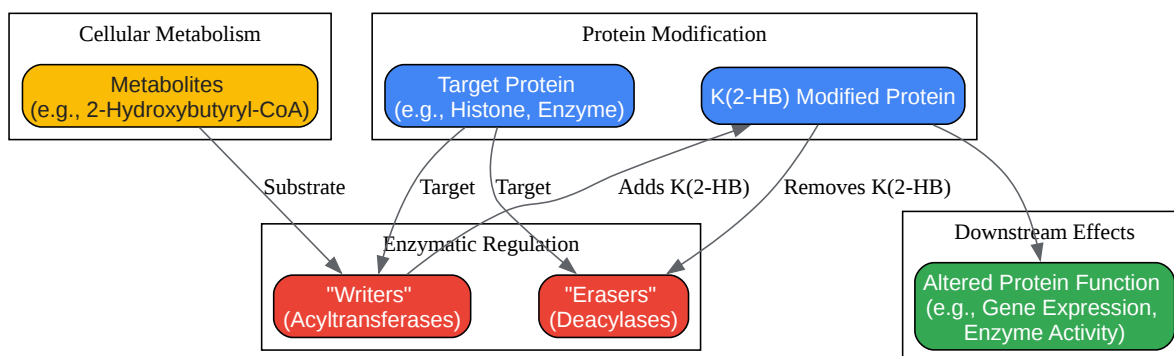 Cellular Metabolism
Protein Modification
Metabolites
(e.g., 2-Hydroxybutyryl-CoA)
Target Protein
(e.g., Histone, Enzyme)
K(2-HB) Modified Protein
Substrate
Target
Target
Adds K(2-HB)
Removes K(2-HB)
Enzymatic Regulation
Downstream Effects
"Writers"
(Acyltransferases)
"Erasers"
(Deacylases)
Altered Protein Function
(e.g., Gene Expression,
Enzyme Activity)